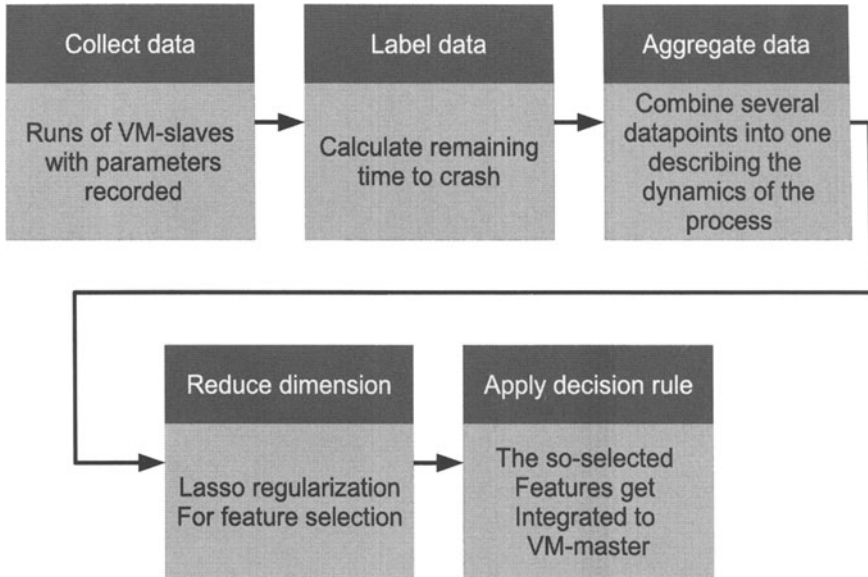 Collect data
Runs of VM-slaves
with parameters
recorded
Label data
Calculate remaining
time to crash
Aggregate data
Combine several
datapoints into one
describing the
dynamics of the
process
Reduce dimension
Lasso regularization
For feature selection
Apply decision rule
The so-selected
Features get
Integrated to
VM-master